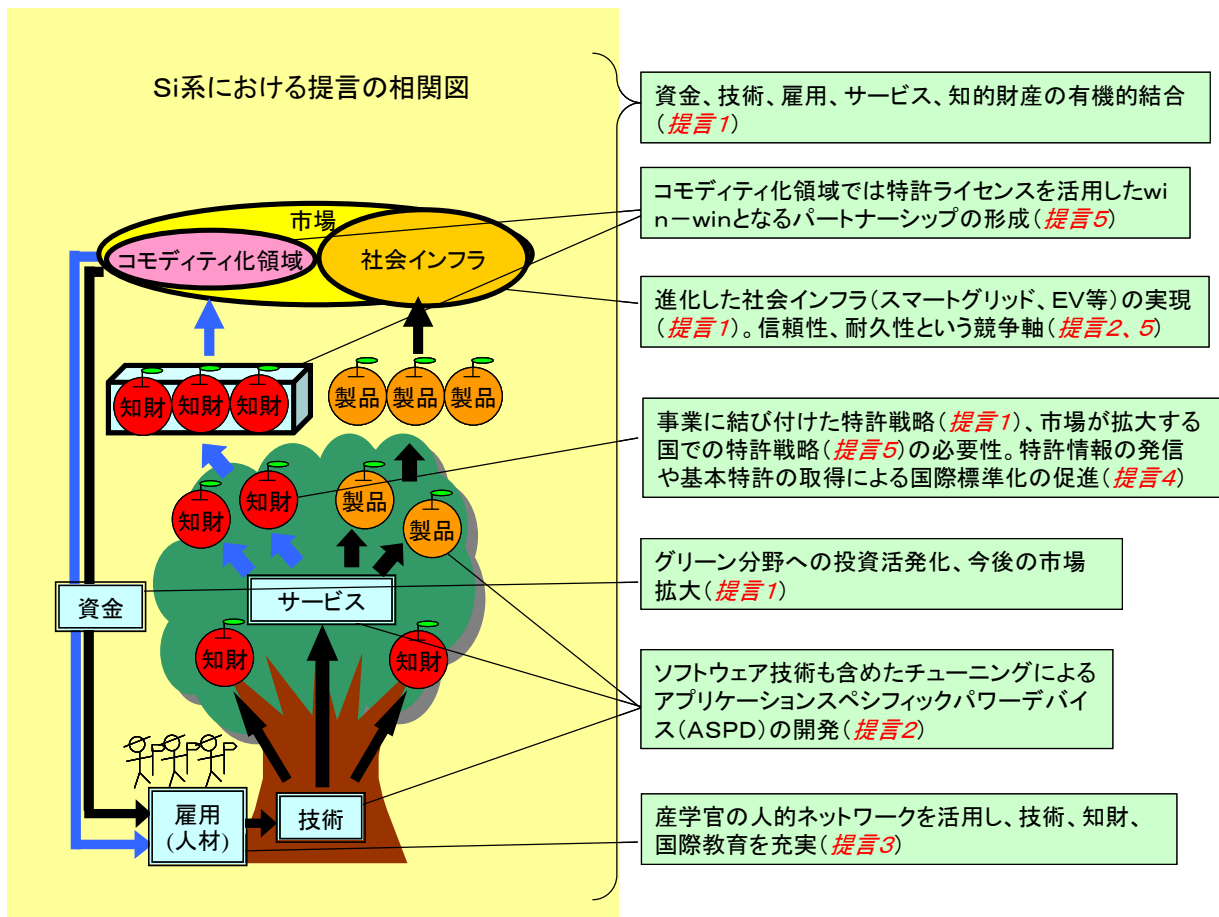 Si系における提言の相関図
市場
コモディティ化領域
社会インフラ
知財
知財
知財
製品
製品
製品
知財
知財
製品
製品
資金
サービス
知財
知財
雇用
(人材)
技術
資金、技術、雇用、サービス、知的財産の有機的結合
(提言1)
コモディティ化領域では特許ライセンスを活用したwi
n-winとなるパートナーシップの形成(提言5)
進化した社会インフラ(スマートグリッド、EV等)の実現
(提言1)。信頼性、耐久性という競争軸(提言2、5)
事業に結び付けた特許戦略(提言1)、市場が拡大する
国での特許戦略(提言5)の必要性。特許情報の発信
や基本特許の取得による国際標準化の促進(提言4)
グリーン分野への投資活発化、今後の市場
拡大(提言1)
ソフトウェア技術も含めたチューニングによる
アプリケーションスペシフィックパワーデバイ
ス(ASPD)の開発(提言2)
産学官の人的ネットワークを活用し、技術、知財、
国際教育を充実(提言3)